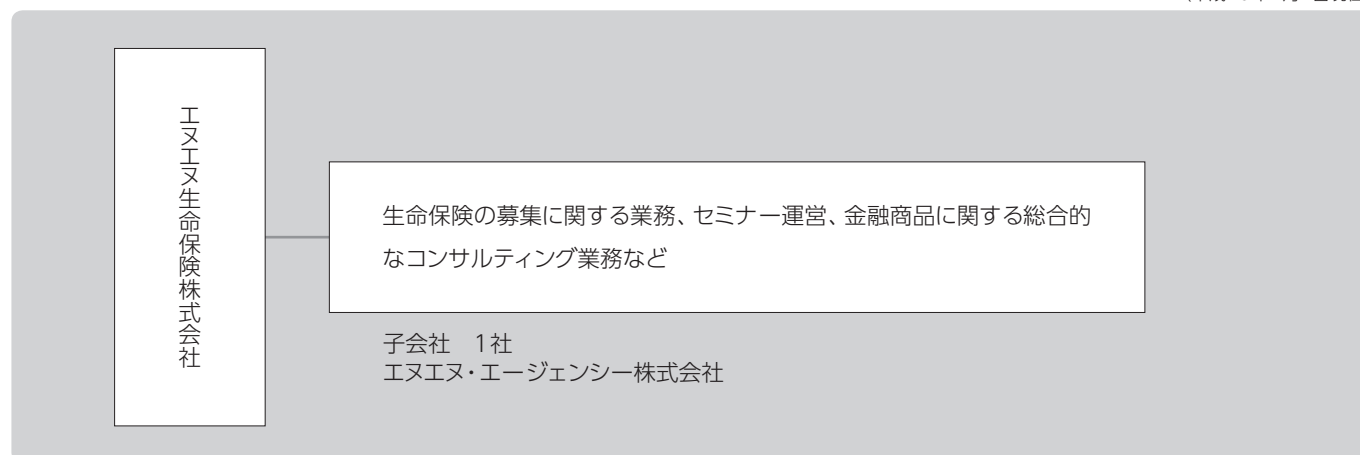 エヌエヌ生命保険株式会社
生命保険の募集に関する業務、セミナー運営、金融商品に関する総合的
なコンサルティング業務など
子会社　1社
エヌエヌ・エージェンシー株式会社